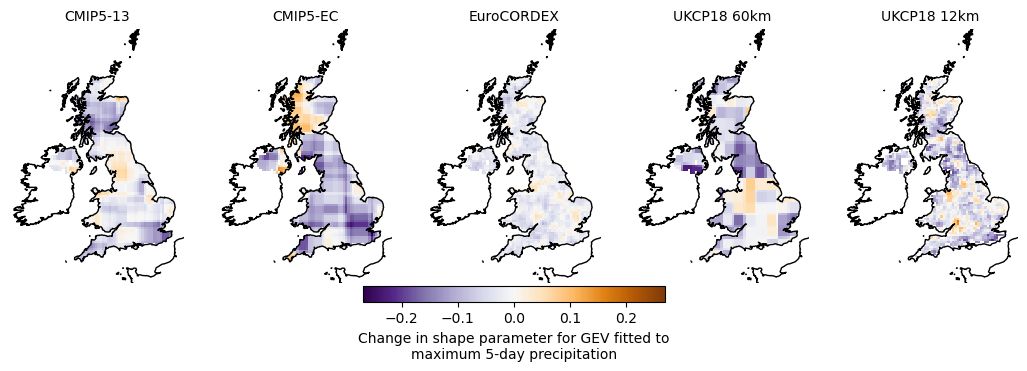 CMIP5-13
CMIP5-EC
EuroCORDEX
UKCP18 60km
UKCP18 12km
−0.2
−0.1
0.0
0.1
0.2
Change in shape parameter for GEV fitted to
maximum 5-day precipitation